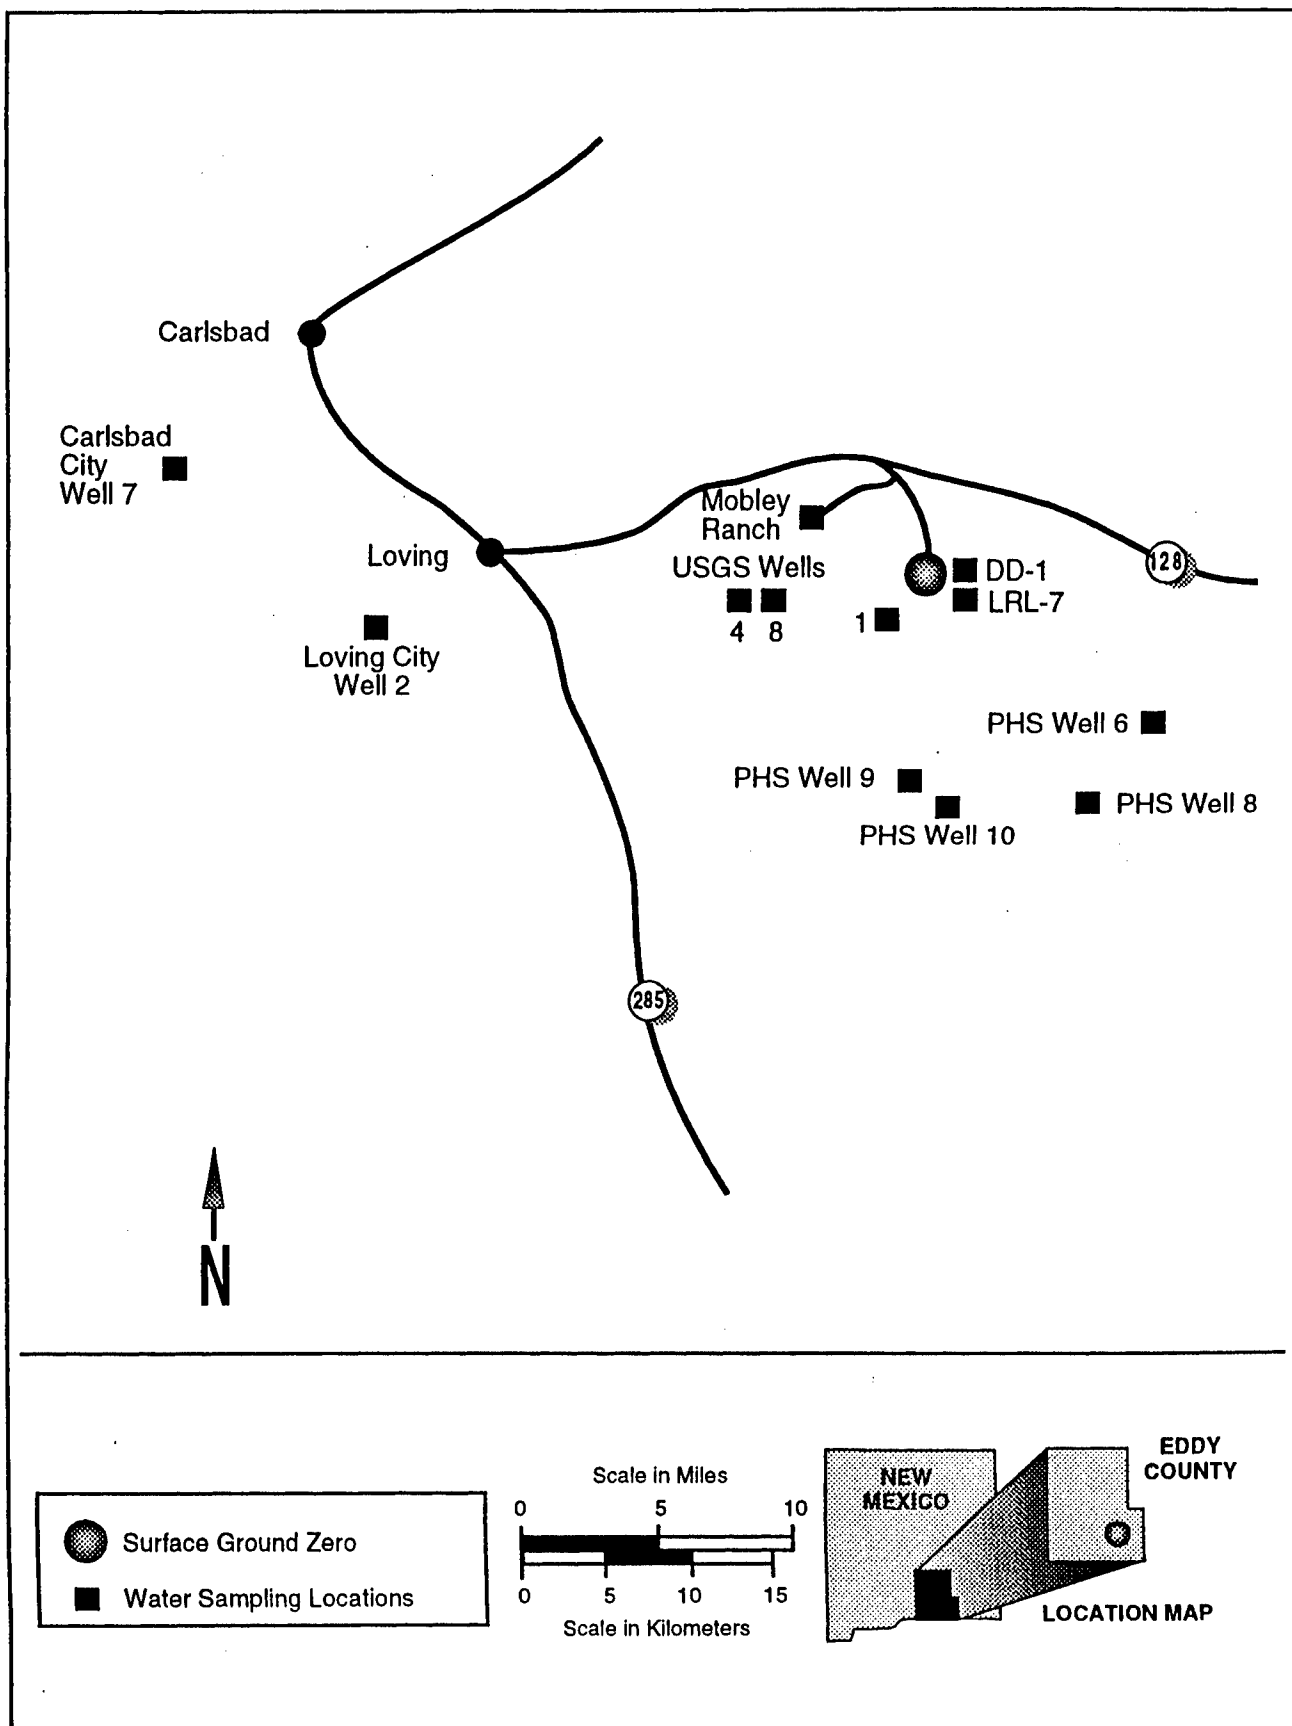 Carlsbad
Carlsbad
City
Well 7
Mobley
Ranch
Loving
USGS Wells
128
DD-1
LRL-7
4 8
1
Loving City
Well 2
PHS Well 6
PHS Well 9
PHS Well 8
PHS Well 10
285
N
Scale in Miles
0 5 10
0 5 10 15
Scale in Kilometers
Surface Ground Zero
Water Sampling Locations
NEW
MEXICO
EDDY
COUNTY
LOCATION MAP